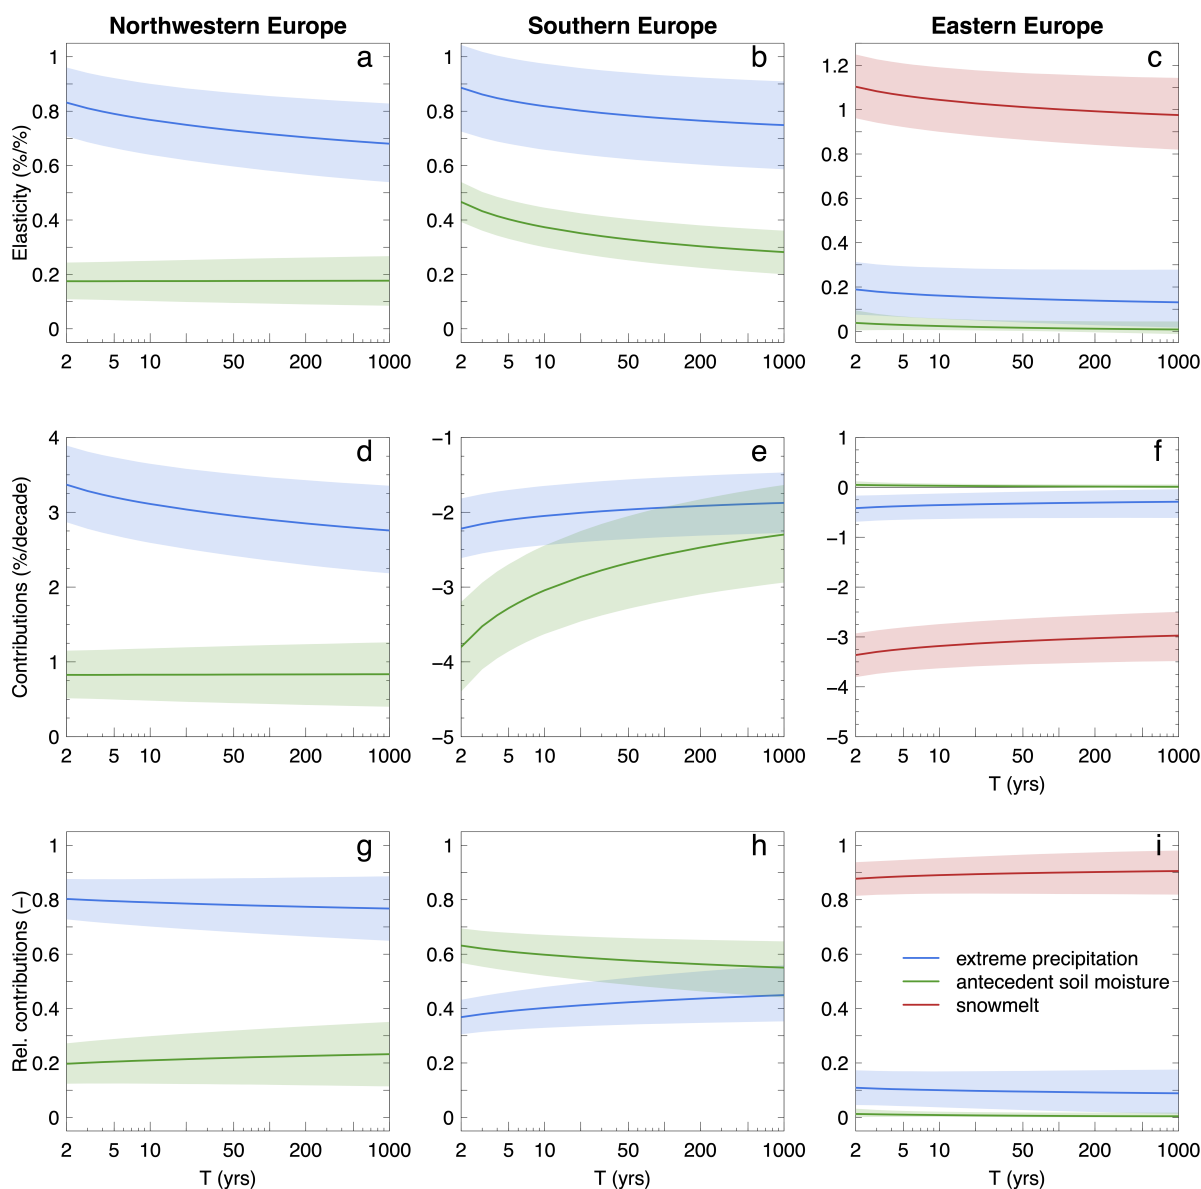 Northwestern Europe
Southern Europe
Eastern Europe
a
b
c
Elasticity (%/%)
1
0.8
0.6
0.4
0.2
0
2 5 10 50 200 1000
1
0.8
0.6
0.4
0.2
0
2 5 10 50 200 1000
1.2
1
0.8
0.6
0.4
0.2
0
2 5 10 50 200 1000
d
e
f
Contributions (%/decade)
4
3
2
1
0
2 5 10 50 200 1000
−1
−2
−3
−4
−5
2 5 10 50 200 1000
1
0
−1
−2
−3
−4
−5
2 5 10 50 200 1000
T (yrs)
g
h
i
Rel. contributions (−)
1
0.8
0.6
0.4
0.2
0
2 5 10 50 200 1000
T (yrs)
1
0.8
0.6
0.4
0.2
0
2 5 10 50 200 1000
T (yrs)
1
0.8
0.6
0.4
0.2
0
extreme precipitation
antecedent soil moisture
snowmelt
2 5 10 50 200 1000
T (yrs)